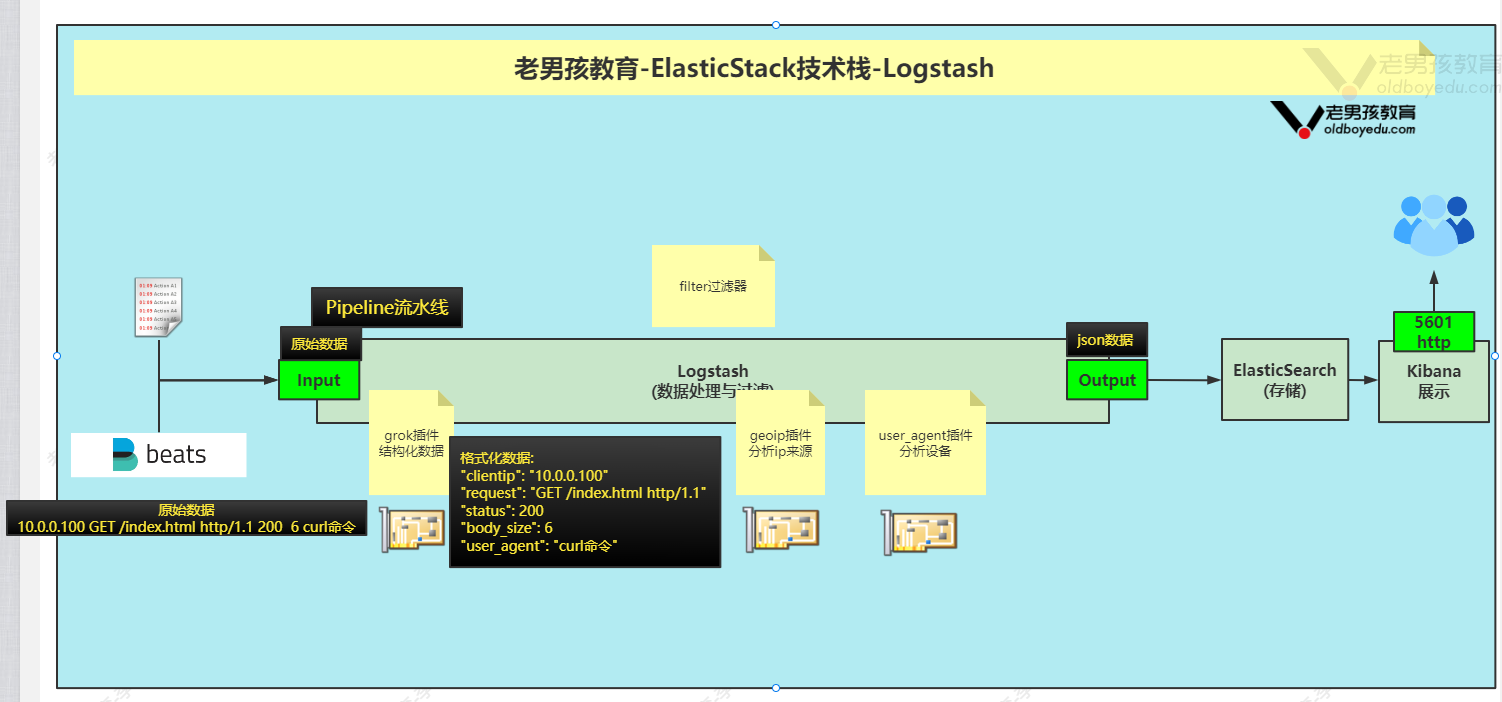 老男孩教育-ElasticStack技术栈-Logstash
老男孩教育
oldboyedu.com
老男孩教育
oldboyedu.com
filter过滤器
01:09 Action A1
01:09 Action A2
01:09 Action A3
01:09 Action A4
Pipeline流水线
原始数据
Input
Logstash
(数据处理与过滤)
json数据
Output
ElasticSearch
(存储)
5601
http
Kibana
展示
beats
grok插件
结构化数据
格式化数据:
"clientip": "10.0.0.100"
"request": "GET /index.html http/1.1"
"status": 200
"body_size": 6
"user_agent": "curl命令"
geoip插件
分析ip来源
user_agent插件
分析设备
原始数据
10.0.0.100 GET /index.html http/1.1 200 6 curl命令